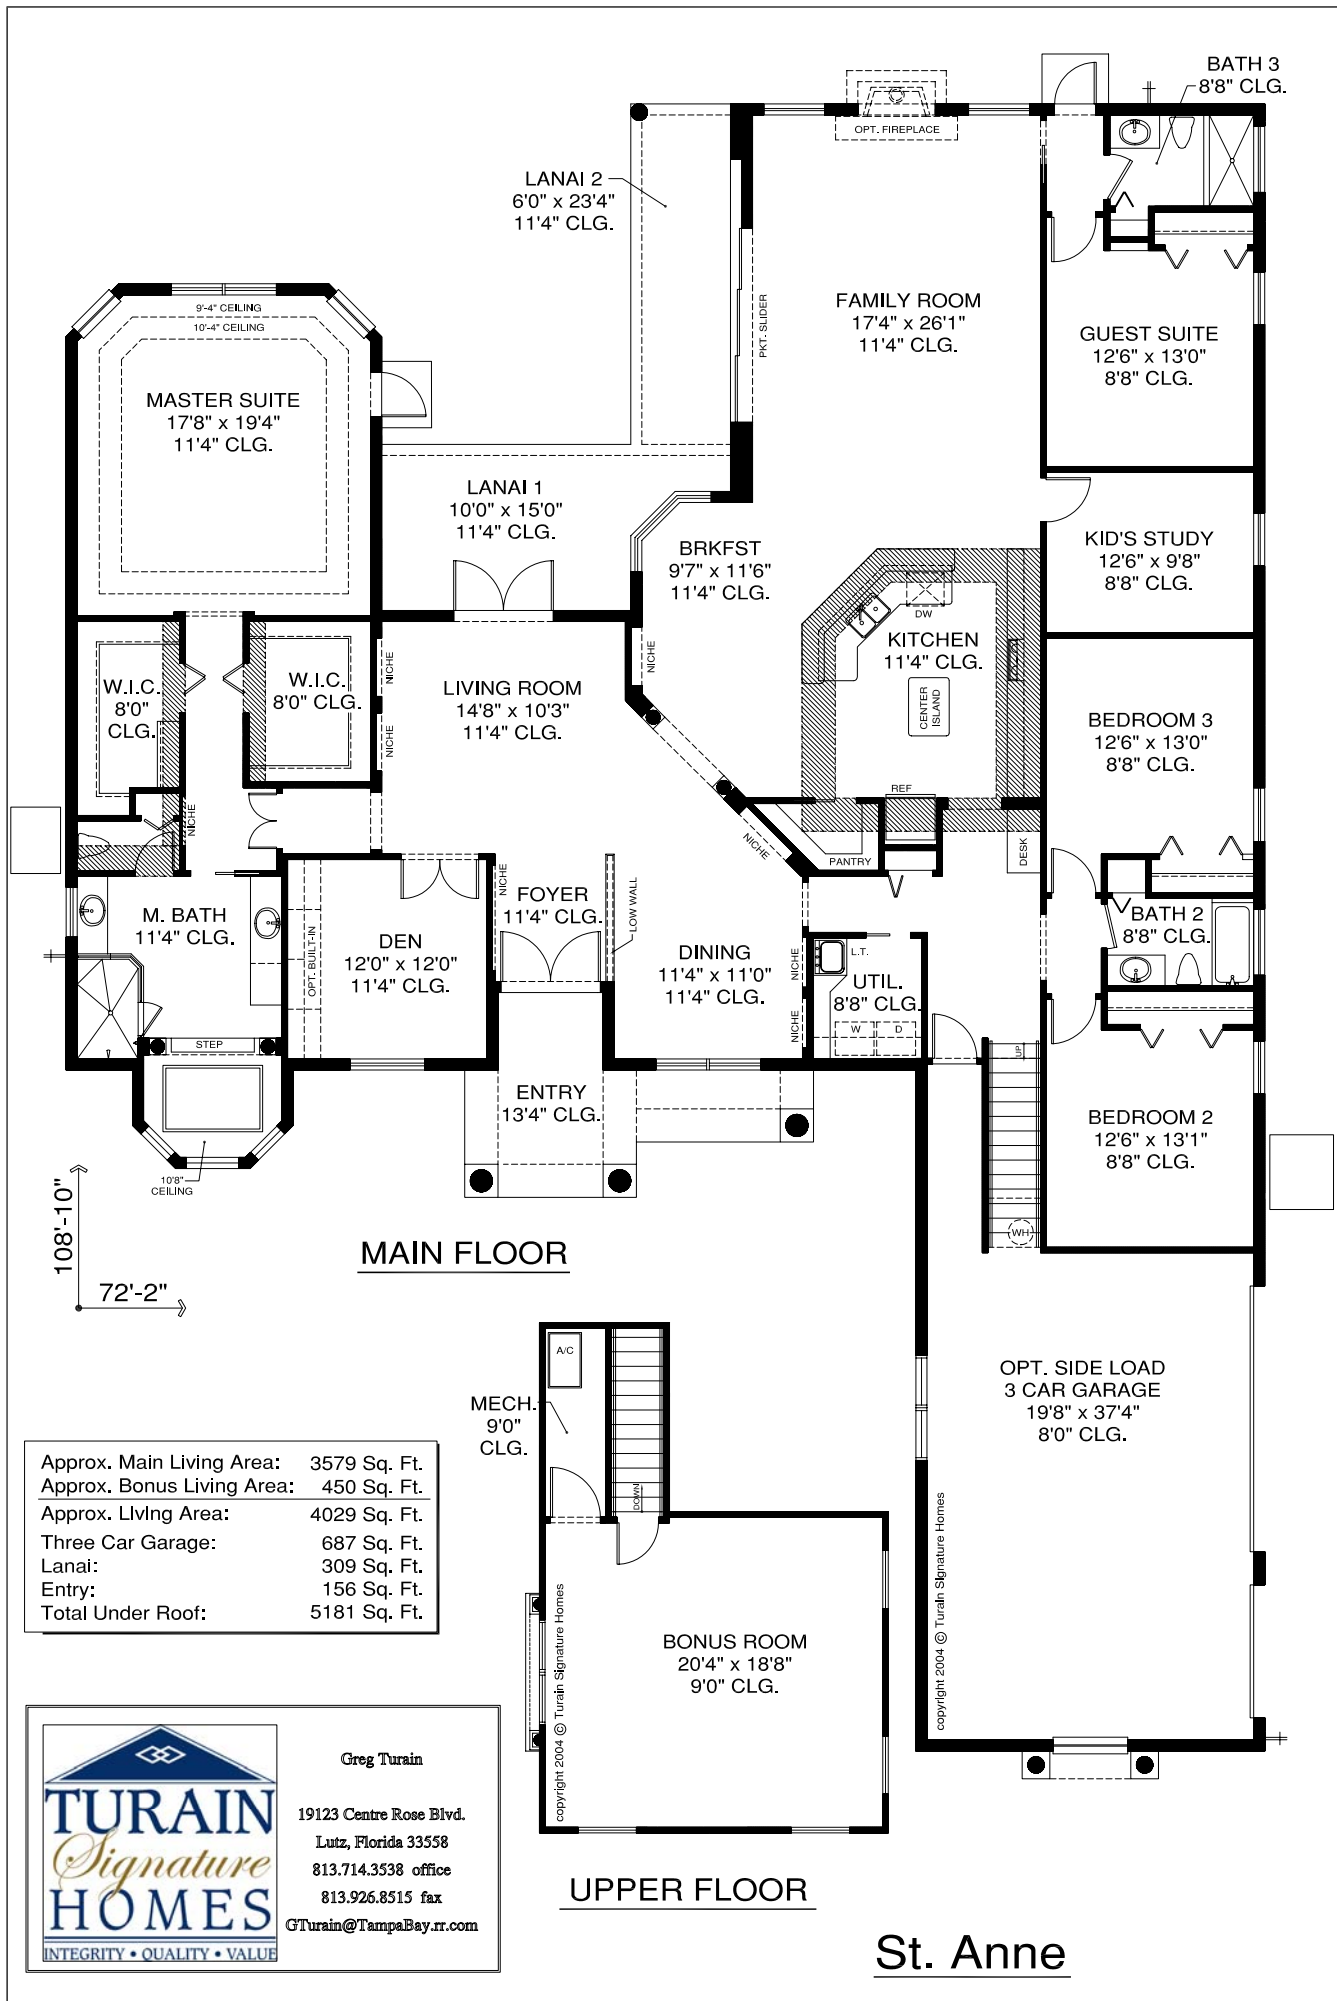 BATH 3
8'8" CLG.
OPT. FIREPLACE
LANAI 2
6'0" x 23'4"
11'4" CLG.
PKT. SLIDER
FAMILY ROOM
17'4" x 26'1"
11'4" CLG.
GUEST SUITE
12'6" x 13'0"
8'8" CLG.
9'-4" CEILING
10'-4" CEILING
MASTER SUITE
17'8" x 19'4"
11'4" CLG.
LANAI 1
10'0" x 15'0"
11'4" CLG.
BRKFST
9'7" x 11'6"
11'4" CLG.
KID'S STUDY
12'6" x 9'8"
8'8" CLG.
DW
KITCHEN
11'4" CLG.
CENTER
ISLAND
REF
W.I.C.
8'0"
CLG.
W.I.C.
8'0" CLG.
NICHE
NICHE
LIVING ROOM
14'8" x 10'3"
11'4" CLG.
NICHE
BEDROOM 3
12'6" x 13'0"
8'8" CLG.
NICHE
NICHE
PANTRY
DESK
M. BATH
11'4" CLG.
OPT. BUILT-IN
DEN
12'0" x 12'0"
11'4" CLG.
NICHE
FOYER
11'4" CLG.
LOW WALL
DINING
11'4" x 11'0"
11'4" CLG.
NICHE
NICHE
L.T.
UTIL.
8'8" CLG.
W
D
BATH 2
8'8" CLG.
STEP
10'8"
CEILING
ENTRY
13'4" CLG.
UP
WH
BEDROOM 2
12'6" x 13'1"
8'8" CLG.
108'-10"
72'-2"
MAIN FLOOR
OPT. SIDE LOAD
3 CAR GARAGE
19'8" x 37'4"
8'0" CLG.
copyright 2004 © Turain Signature Homes
A/C
MECH.
9'0"
CLG.
DOWN
BONUS ROOM
20'4" x 18'8"
9'0" CLG.
copyright 2004 © Turain Signature Homes
UPPER FLOOR
Approx. Main Living Area: 3579 Sq. Ft.
Approx. Bonus Living Area: 450 Sq. Ft.
Approx. Living Area: 4029 Sq. Ft.
Three Car Garage: 687 Sq. Ft.
Lanai: 309 Sq. Ft.
Entry: 156 Sq. Ft.
Total Under Roof: 5181 Sq. Ft.
TURAIN
Signature
HOMES
INTEGRITY • QUALITY • VALUE
Greg Turain
19123 Centre Rose Blvd.
Lutz, Florida 33558
813.714.3538 office
813.926.8515 fax
GTurain@TampaBay.rr.com
St. Anne